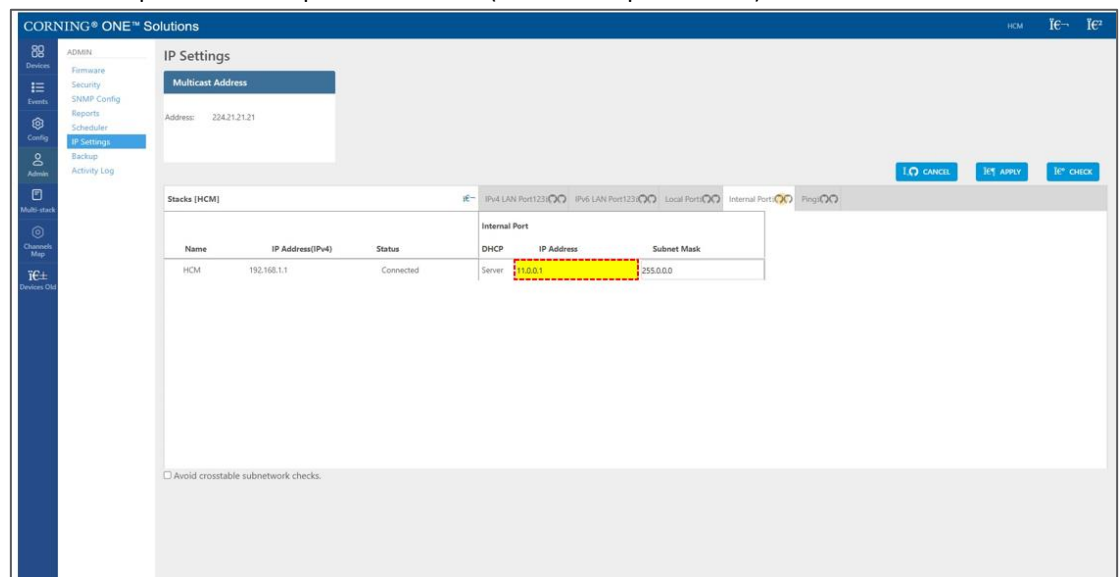 CORNING® ONE™ Solutions
HCM Ï€¬ Ï€²
Devices
Events
Config
Admin
Multi-stack
Channels
Map
Ï€±
Devices Old
ADMIN
Firmware
Security
SNMP Config
Reports
Scheduler
IP Settings
Backup
Activity Log
IP Settings
Multicast Address
Address: 224.21.21.21
CANCEL APPLY CHECK
Stacks [HCM]
IPv4 LAN Port123 IPv6 LAN Port123 Local Port Internal Port Ping
Internal Port
Name IP Address(IPv4) Status DHCP IP Address Subnet Mask
HCM 192.168.1.1 Connected Server 11.0.0.1 255.0.0.0
Avoid crosstable subnetwork checks.